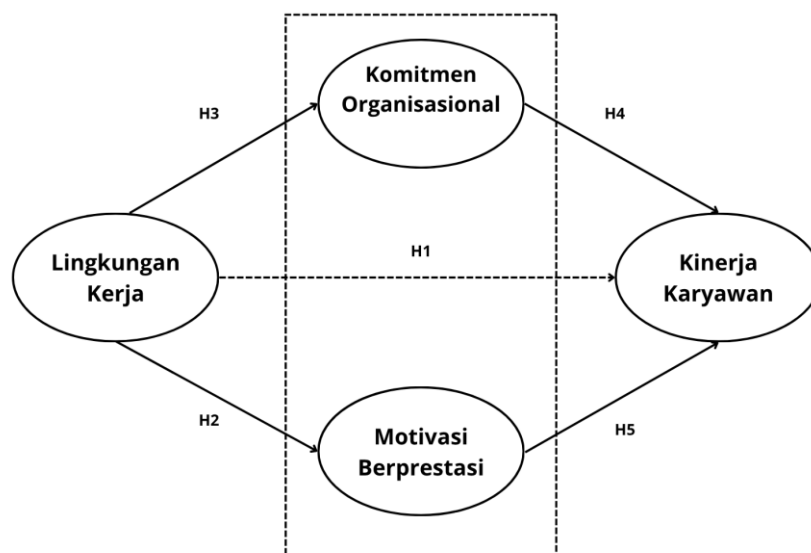 Komitmen
Organisasional
H3
H4
H1
Lingkungan
Kerja
Kinerja
Karyawan
H2
H5
Motivasi
Berprestasi